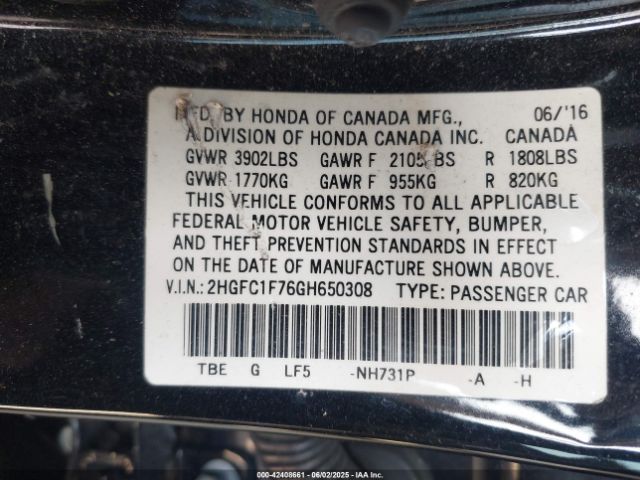 MFD. BY HONDA OF CANADA MFG., 06/'16
A DIVISION OF HONDA CANADA INC. CANADA
GVWR 3902LBS GAWR F 2105LBS R 1808LBS
GVWR 1770KG GAWR F 955KG R 820KG
THIS VEHICLE CONFORMS TO ALL APPLICABLE
FEDERAL MOTOR VEHICLE SAFETY, BUMPER,
AND THEFT PREVENTION STANDARDS IN EFFECT
ON THE DATE OF MANUFACTURE SHOWN ABOVE.
V.I.N.: 2HGFC1F76GH650308 TYPE: PASSENGER CAR
TBE G LF5 -NH731P -A -H
000-42408661 - 06/02/2025 - IAA Inc.